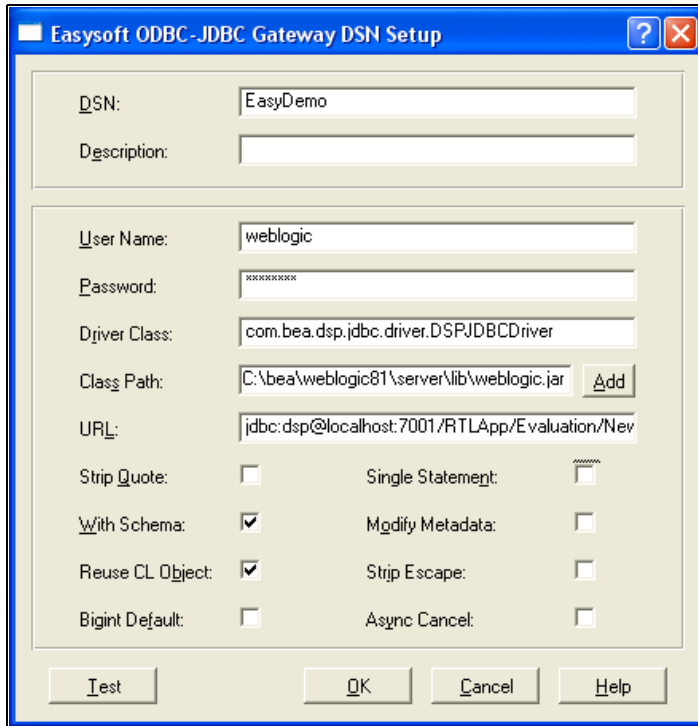 Easysoft ODBC-JDBC Gateway DSN Setup
DSN: EasyDemo
Description:
User Name: weblogic
Password: ********
Driver Class: com.bea.dsp.jdbc.driver.DSPJDBCDriver
Class Path: C:\bea\weblogic81\server\lib\weblogic.jar Add
URL: jdbc:dsp@localhost:7001/RTLApp/Evaluation/New
Strip Quote: Single Statement:
With Schema: Modify Metadata:
Reuse CL Object: Strip Escape:
Bigint Default: Async Cancel:
Test OK Cancel Help